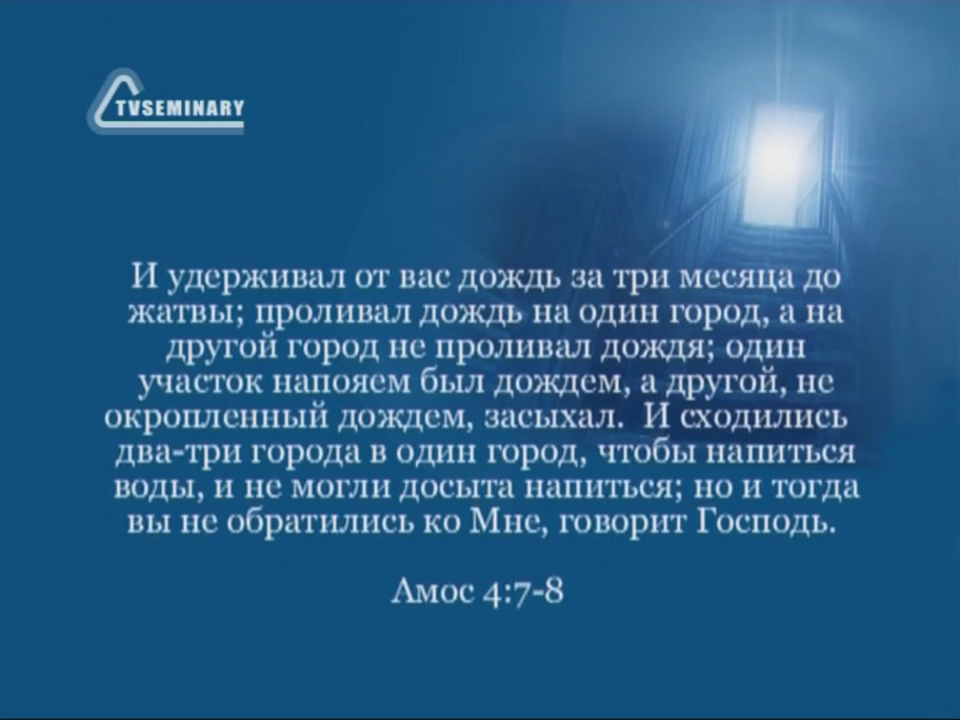 TVSEMINARY
И удерживал от вас дождь за три месяца до
жатвы; проливал дождь на один город, а на
другой город не проливал дождя; один
участок напояем был дождем, а другой, не
окропленный дождем, засыхал.  И сходились
два-три города в один город, чтобы напиться
воды, и не могли досыта напиться; но и тогда
вы не обратились ко Мне, говорит Господь.
Амос 4:7-8